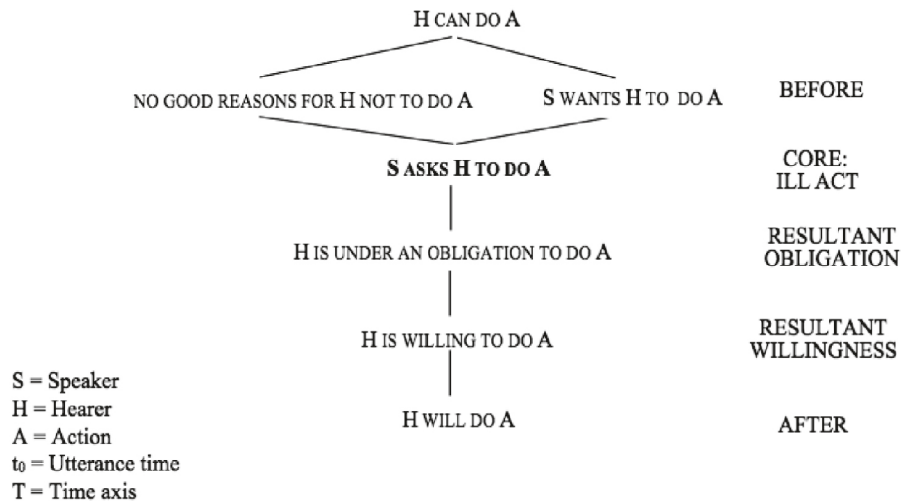 H CAN DO A
NO GOOD REASONS FOR H NOT TO DO A
S WANTS H TO DO A
BEFORE
S ASKS H TO DO A
CORE:
ILL ACT
H IS UNDER AN OBLIGATION TO DO A
RESULTANT
OBLIGATION
H IS WILLING TO DO A
RESULTANT
WILLINGNESS
H WILL DO A
AFTER
S = Speaker
H = Hearer
A = Action
t₀ = Utterance time
T = Time axis